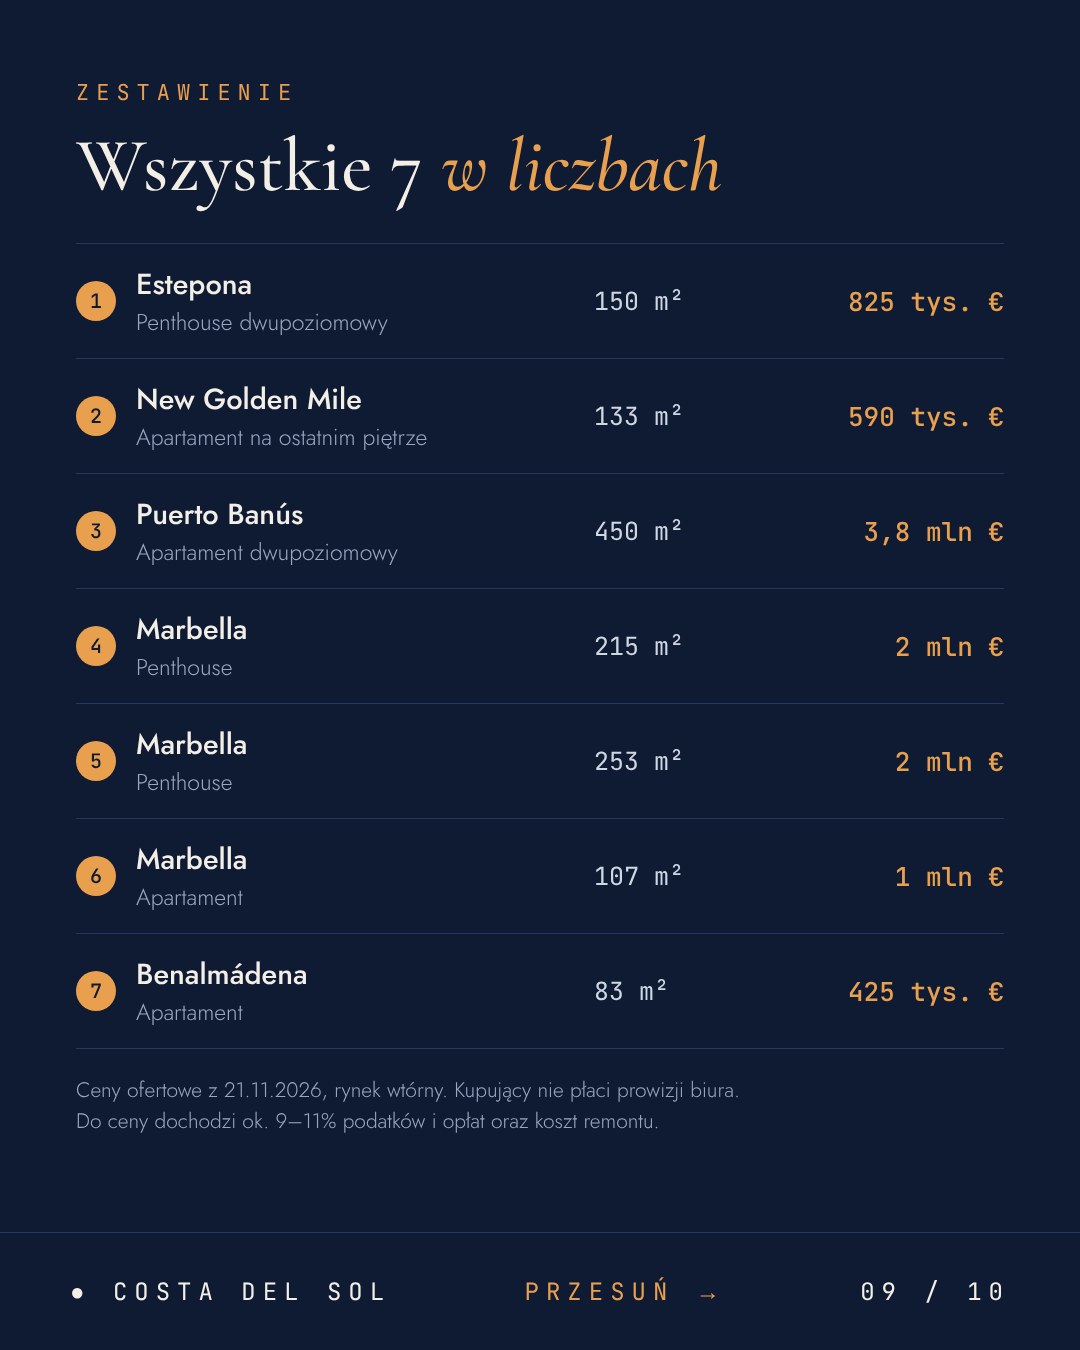 ZESTAWIENIE
Wszystkie 7 w liczbach
1 Estepona
Penthouse dwupoziomowy
150 m² 825 tys. €
2 New Golden Mile
Apartament na ostatnim piętrze
133 m² 590 tys. €
3 Puerto Banús
Apartament dwupoziomowy
450 m² 3,8 mln €
4 Marbella
Penthouse
215 m² 2 mln €
5 Marbella
Penthouse
253 m² 2 mln €
6 Marbella
Apartament
107 m² 1 mln €
7 Benalmádena
Apartament
83 m² 425 tys. €
Ceny ofertowe z 21.11.2026, rynek wtórny. Kupujący nie płaci prowizji biura.
Do ceny dochodzi ok. 9–11% podatków i opłat oraz koszt remontu.
• COSTA DEL SOL PRZESUŃ → 09 / 10